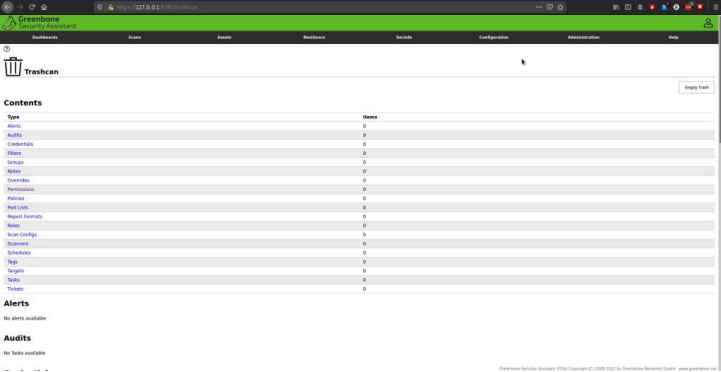 https://127.0.0.1:9392/trashcan
Greenbone
Security Assistant
Dashboards Scans Assets Resilience SecInfo Configuration Administration Help
Trashcan
Empty Trash
Contents
Type Items
Alerts 0
Audits 0
Credentials 0
Filters 0
Groups 0
Notes 0
Overrides 0
Permissions 0
Policies 0
Port Lists 0
Report Formats 0
Roles 0
Scan Configs 0
Scanners 0
Schedules 0
Tags 0
Targets 0
Tasks 0
Tickets 0
Alerts
No alerts available
Audits
No Tasks available
Greenbone Security Assistant (GSA) Copyright (C) 2009-2021 by Greenbone Networks GmbH, www.greenbone.net